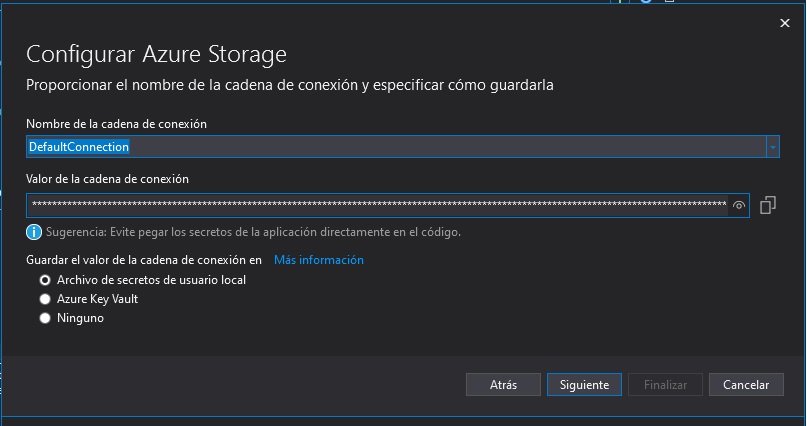 Configurar Azure Storage
Proporcionar el nombre de la cadena de conexión y especificar cómo guardarla
Nombre de la cadena de conexión
DefaultConnection
Valor de la cadena de conexión
Sugerencia: Evite pegar los secretos de la aplicación directamente en el código.
Guardar el valor de la cadena de conexión en Más información
Archivo de secretos de usuario local
Azure Key Vault
Ninguno
Atrás Siguiente Finalizar Cancelar